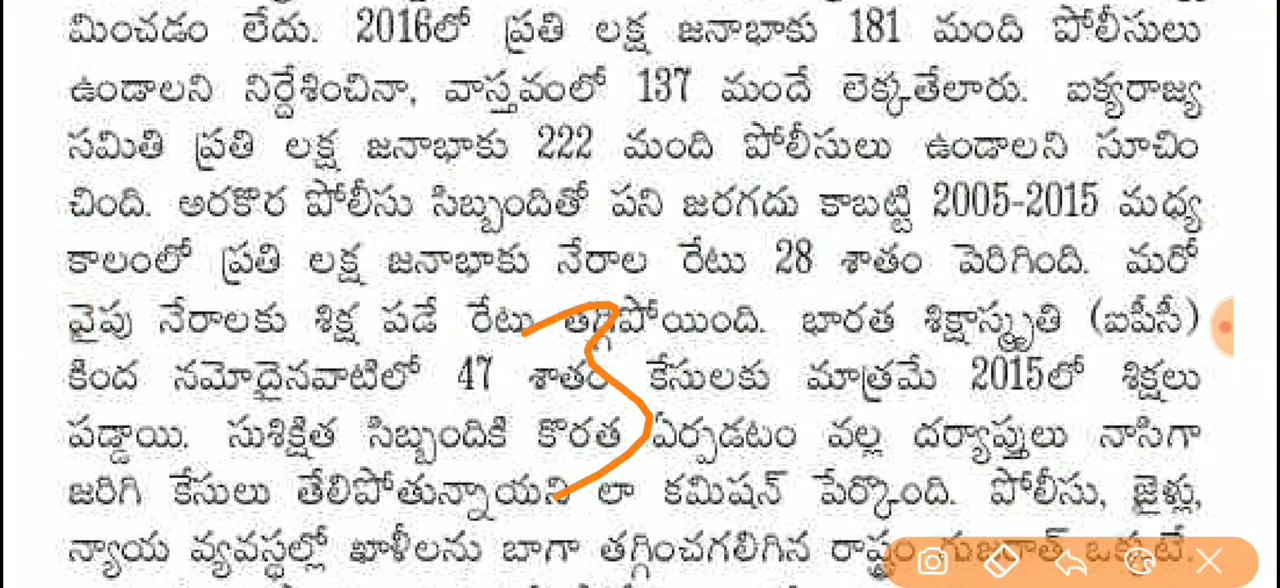 మించడం లేదు. 2016లో ప్రతి లక్ష జనాభాకు 181 మంది పోలీసులు
ఉండాలని నిర్దేశించినా, వాస్తవంలో 137 మందే లెక్కతేలారు. ఐక్యరాజ్య
సమితి ప్రతి లక్ష జనాభాకు 222 మంది పోలీసులు ఉండాలని సూచిం
చింది. అరకొర పోలీసు సిబ్బందితో పని జరగదు కాబట్టి 2005-2015 మధ్య
కాలంలో ప్రతి లక్ష జనాభాకు నేరాల రేటు 28 శాతం పెరిగింది. మరో
వైపు నేరాలకు శిక్ష పడే రేటు తగ్గిపోయింది. భారత శిక్షాస్మృతి (ఐపీసీ)
కింద నమోదైనవాటిలో 47 శాతం కేసులకు మాత్రమే 2015లో శిక్షలు
పడ్డాయి. సుశిక్షిత సిబ్బందికి కొరత ఏర్పడటం వల్ల దర్యాప్తులు నాసిగా
జరిగి కేసులు తేలిపోతున్నాయని లా కమిషన్ పేర్కొంది. పోలీసు, జైళ్లు,
న్యాయ వ్యవస్థల్లో ఖాళీలను బాగా తగ్గించగలిగిన రాష్ట్రం గుజరాత్ ఒక్కటే.